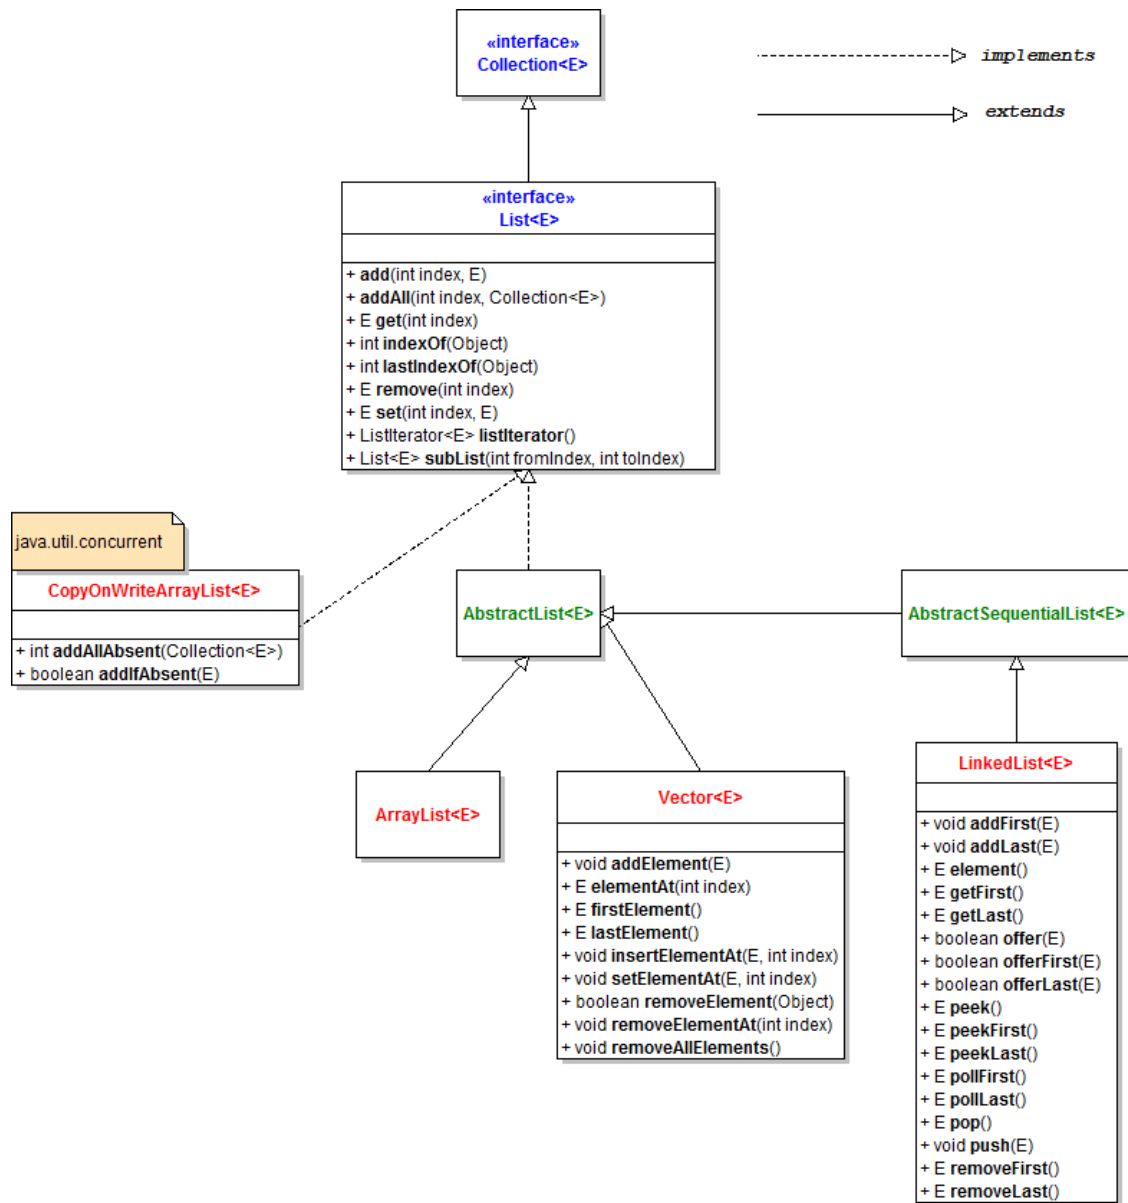 «interface»
Collection<E>
implements
extends
«interface»
List<E>
+ add(int index, E)
+ addAll(int index, Collection<E>)
+ E get(int index)
+ int indexOf(Object)
+ int lastIndexOf(Object)
+ E remove(int index)
+ E set(int index, E)
+ ListIterator<E> listIterator()
+ List<E> subList(int fromIndex, int toIndex)
java.util.concurrent
CopyOnWriteArrayList<E>
+ int addAllAbsent(Collection<E>)
+ boolean addIfAbsent(E)
AbstractList<E>
AbstractSequentialList<E>
ArrayList<E>
Vector<E>
+ void addElement(E)
+ E elementAt(int index)
+ E firstElement()
+ E lastElement()
+ void insertElementAt(E, int index)
+ void setElementAt(E, int index)
+ boolean removeElement(Object)
+ void removeElementAt(int index)
+ void removeAllElements()
LinkedList<E>
+ void addFirst(E)
+ void addLast(E)
+ E element()
+ E getFirst()
+ E getLast()
+ boolean offer(E)
+ boolean offerFirst(E)
+ boolean offerLast(E)
+ E peek()
+ E peekFirst()
+ E peekLast()
+ E pollFirst()
+ E pollLast()
+ E pop()
+ void push(E)
+ E removeFirst()
+ E removeLast()